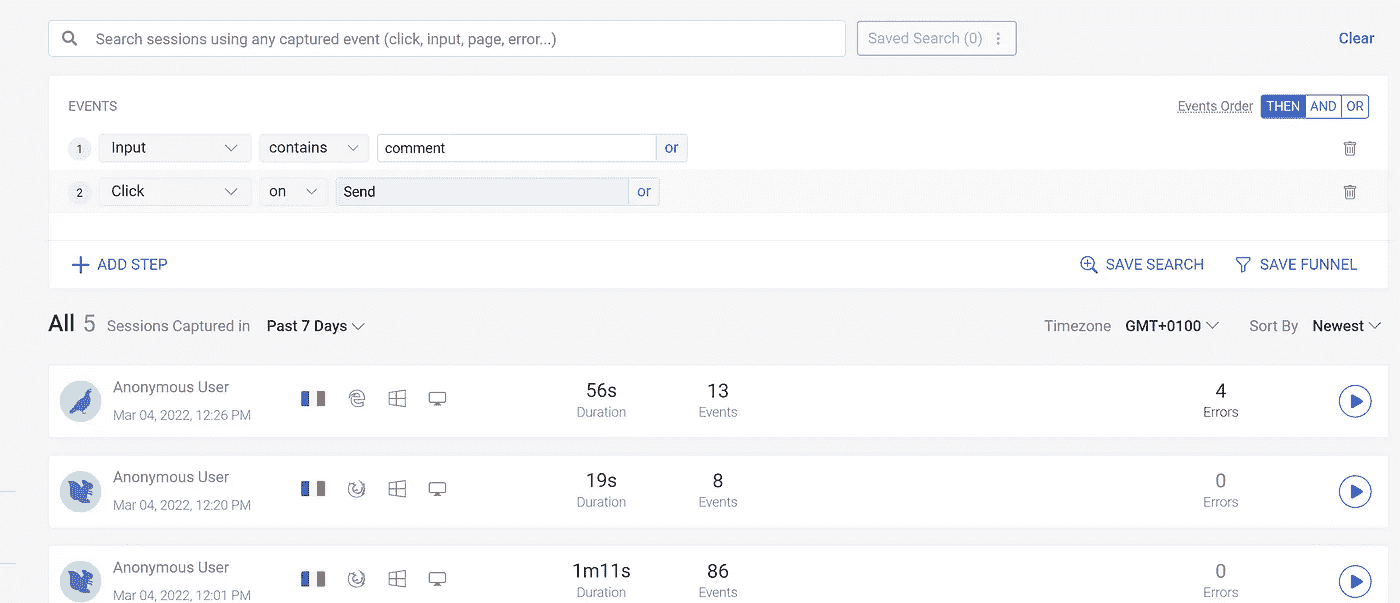 Search sessions using any captured event (click, input, page, error...)
Saved Search (0)
Clear
EVENTS
Events Order THEN AND OR
1 Input contains comment or
2 Click on Send or
ADD STEP
SAVE SEARCH SAVE FUNNEL
All 5 Sessions Captured in Past 7 Days
Timezone GMT+0100 Sort By Newest
Anonymous User
Mar 04, 2022, 12:26 PM
56s
Duration
13
Events
4
Errors
Anonymous User
Mar 04, 2022, 12:20 PM
19s
Duration
8
Events
0
Errors
Anonymous User
Mar 04, 2022, 12:01 PM
1m11s
Duration
86
Events
0
Errors